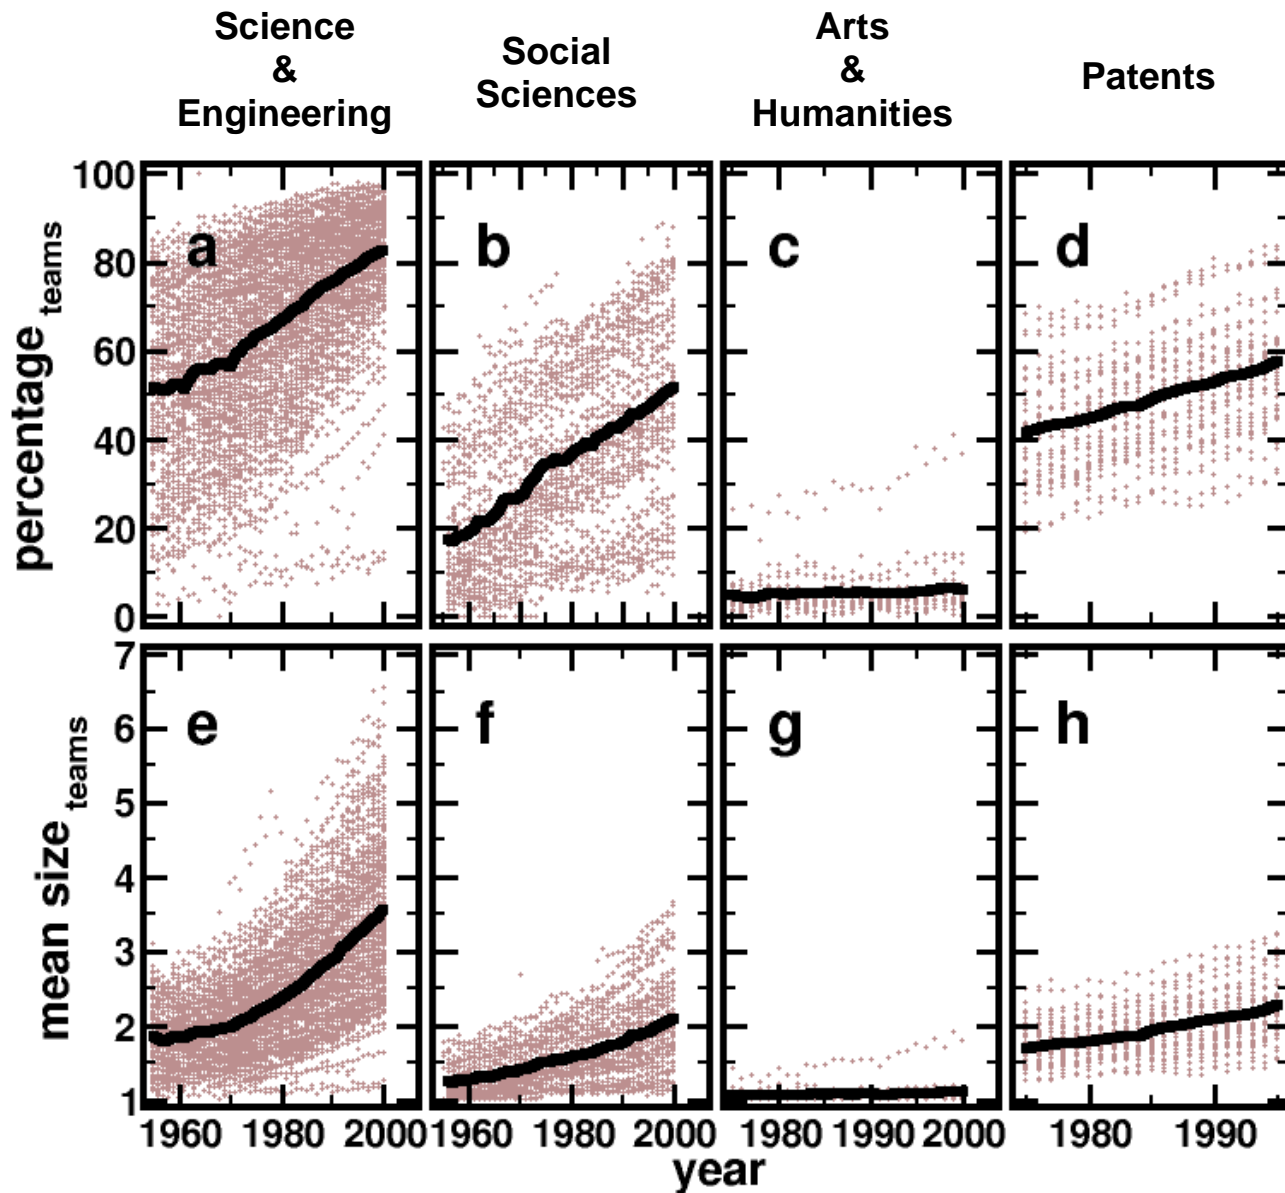 Science
&
Engineering
Social
Sciences
Arts
&
Humanities
Patents
percentage teams
100
80
60
40
20
0
a
b
c
d
mean size teams
7
6
5
4
3
2
1
e
f
g
h
1960 1980 2000
1960 1980 2000
1980 1990 2000
1980 1990
year